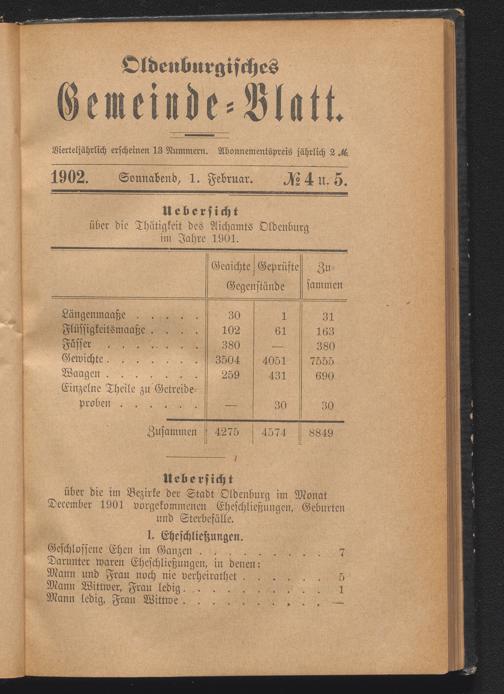 Oldenburgisches
Gemeinde-Blatt.
Vierteljährlich erscheinen 13 Nummern. Abonnementspreis jährlich 2 ℳ.
1902. Sonnabend, 1. Februar. № 4 u. 5.
Uebersicht
über die Thätigkeit des Aichamts Oldenburg
im Jahre 1901.
Geaichte Geprüfte Zu-
Gegenstände sammen
Längenmaaße . . . . . 30 1 31
Flüssigkeitsmaaße . . . . 102 61 163
Fässer . . . . . . . 380 — 380
Gewichte . . . . . . . 3504 4051 7555
Waagen . . . . . . . 259 431 690
Einzelne Theile zu Getreide-
proben . . . . . . — 30 30
Zusammen 4275 4574 8849
Uebersicht
über die im Bezirke der Stadt Oldenburg im Monat
December 1901 vorgekommenen Eheschließungen, Geburten
und Sterbefälle.
I. Eheschließungen.
Geschlossene Ehen im Ganzen . . . . . . . . 7
Darunter waren Eheschließungen, in denen:
Mann und Frau noch nie verheirathet . . . . . . 5
Mann Wittwer, Frau ledig . . . . . . . . . 1
Mann ledig, Frau Wittwe . . . . . . . . . —